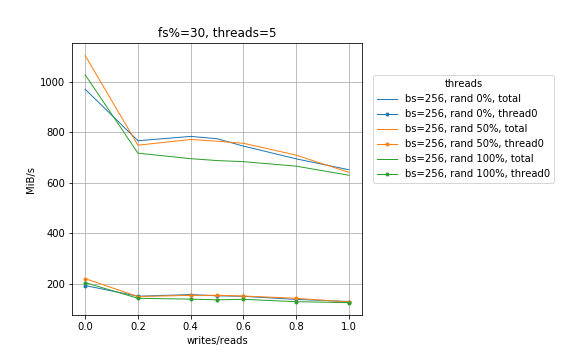 fs%=30, threads=5
1000
800
600
400
200
MiB/s
0.0 0.2 0.4 0.6 0.8 1.0
writes/reads
threads
bs=256, rand 0%, total
bs=256, rand 0%, thread0
bs=256, rand 50%, total
bs=256, rand 50%, thread0
bs=256, rand 100%, total
bs=256, rand 100%, thread0